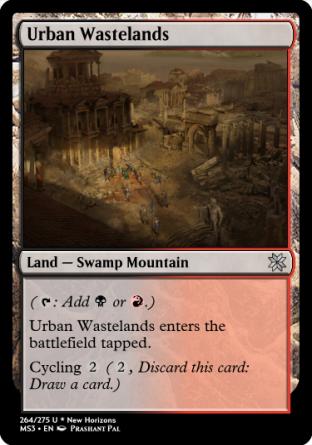 Urban Wastelands
Land — Swamp Mountain
( : Add or .)
Urban Wastelands enters the
battlefield tapped.
Cycling 2 ( 2 , Discard this card:
Draw a card.)
264/275 U * New Horizons
MS3 • EN Prashant Pal